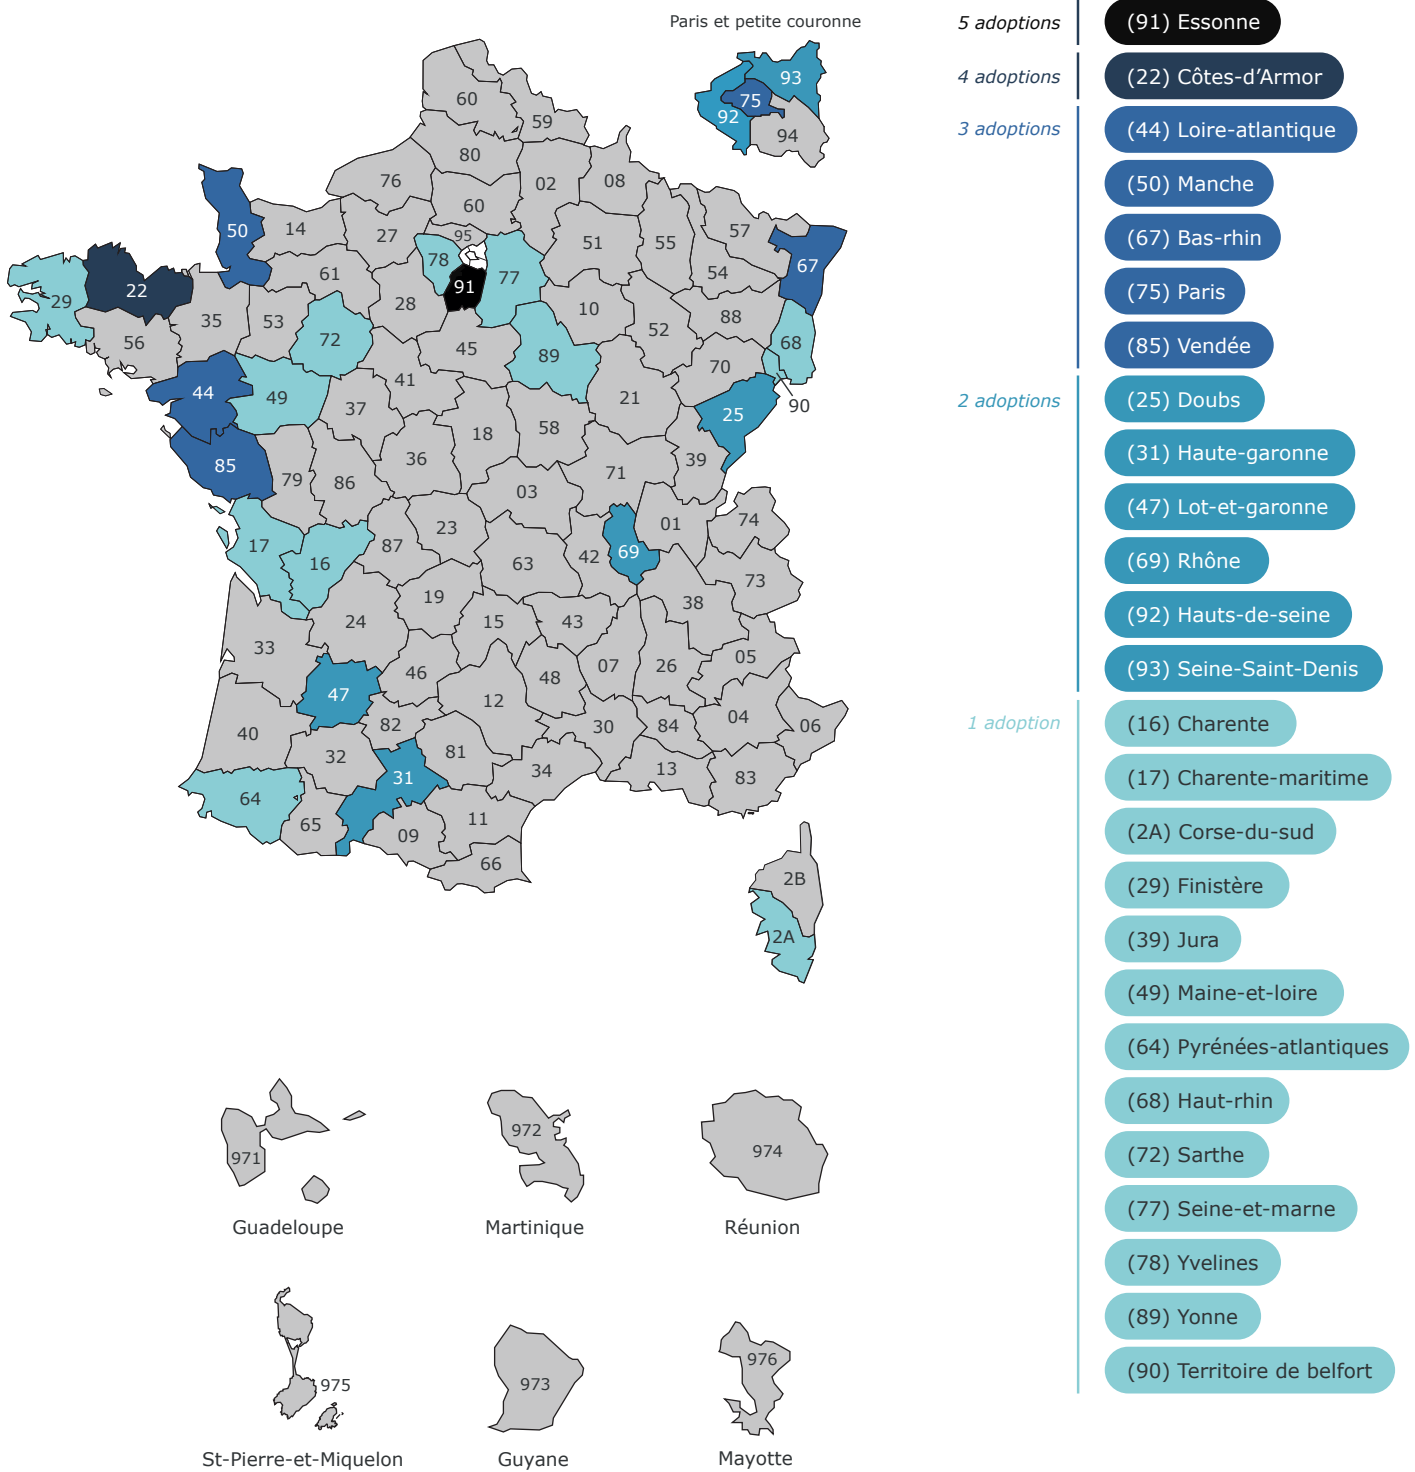 Paris et petite couronne
93
75
92
94
60
59
80
76
02
08
60
50
14
27
95
51
55
57
78
77
67
61
54
91
29
22
28
10
88
35
53
52
56
72
45
89
68
70
41
44
49
37
21
90
25
18
58
85
36
39
79
86
71
03
23
01
74
17
87
42
69
16
63
73
19
38
24
15
43
33
05
46
48
07
26
47
12
40
82
30
84
04
06
32
81
31
34
13
83
64
65
11
09
66
2B
2A
971
972
974
Guadeloupe
Martinique
Réunion
975
973
976
St-Pierre-et-Miquelon
Guyane
Mayotte
5 adoptions
(91) Essonne
4 adoptions
(22) Côtes-d’Armor
3 adoptions
(44) Loire-atlantique
(50) Manche
(67) Bas-rhin
(75) Paris
(85) Vendée
2 adoptions
(25) Doubs
(31) Haute-garonne
(47) Lot-et-garonne
(69) Rhône
(92) Hauts-de-seine
(93) Seine-Saint-Denis
1 adoption
(16) Charente
(17) Charente-maritime
(2A) Corse-du-sud
(29) Finistère
(39) Jura
(49) Maine-et-loire
(64) Pyrénées-atlantiques
(68) Haut-rhin
(72) Sarthe
(77) Seine-et-marne
(78) Yvelines
(89) Yonne
(90) Territoire de belfort